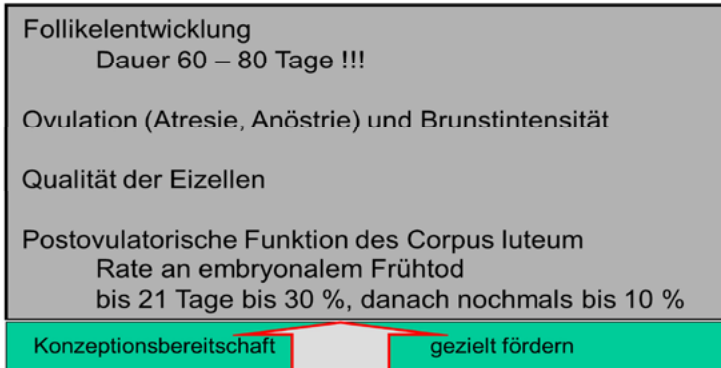 Follikelentwicklung
Dauer 60 – 80 Tage !!!
Ovulation (Atresie, Anöstrie) und Brunstintensität
Qualität der Eizellen
Postovulatorische Funktion des Corpus luteum
Rate an embryonalem Frühtod
bis 21 Tage bis 30 %, danach nochmals bis 10 %
Konzeptionsbereitschaft gezielt fördern